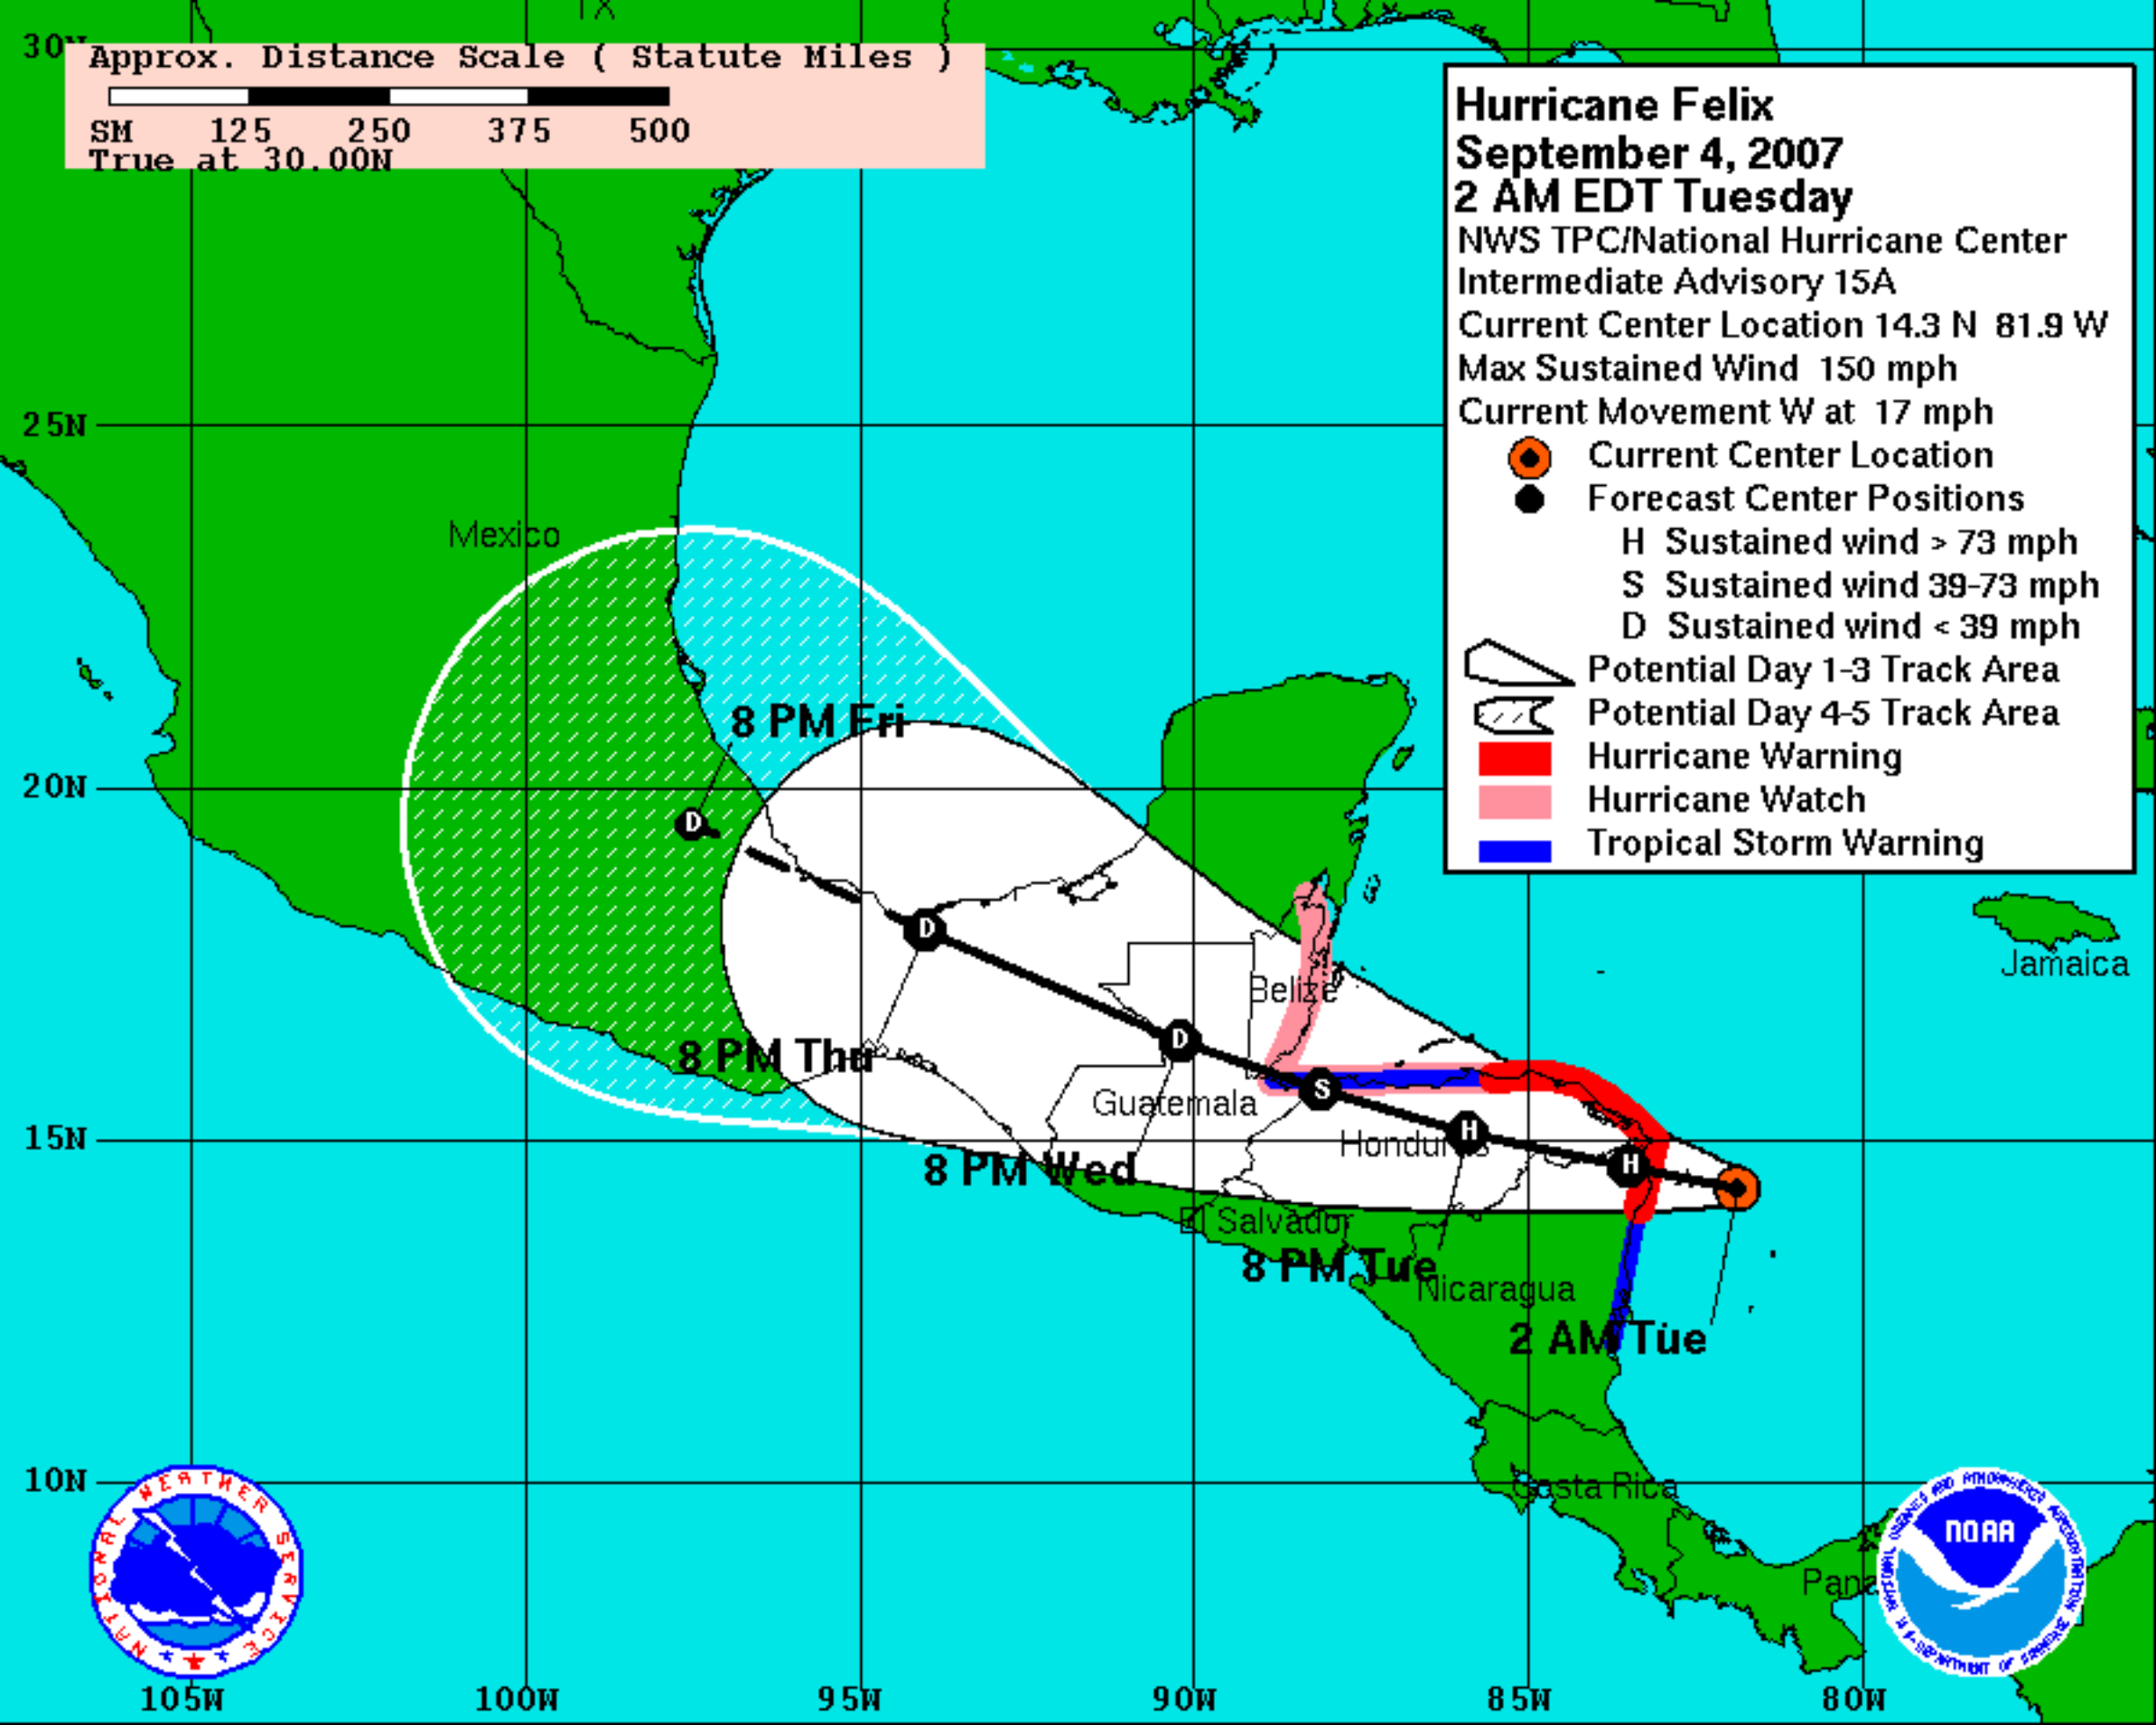 TX
30N
Approx. Distance Scale ( Statute Miles )
SM 125 250 375 500
True at 30.00N
Hurricane Felix
September 4, 2007
2 AM EDT Tuesday
NWS TPC/National Hurricane Center
Intermediate Advisory 15A
Current Center Location 14.3 N 81.9 W
Max Sustained Wind 150 mph
Current Movement W at 17 mph
Current Center Location
Forecast Center Positions
H Sustained wind > 73 mph
S Sustained wind 39-73 mph
D Sustained wind < 39 mph
Potential Day 1-3 Track Area
Potential Day 4-5 Track Area
Hurricane Warning
Hurricane Watch
Tropical Storm Warning
25N
Mexico
8 PM Fri
20N
D
D
Jamaica
Belize
D
8 PM Thu
S
Guatemala
H
Honduras
15N
H
8 PM Wed
El Salvador
8 PM Tue
Nicaragua
2 AM Tue
10N
Costa Rica
NATIONAL WEATHER SERVICE
NOAA
Pana
105W 100W 95W 90W 85W 80W